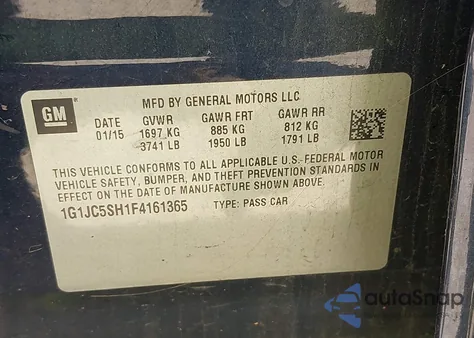 GM
MFD BY GENERAL MOTORS LLC
01/15 GVWR GAWR FRT GAWR RR
1697 KG 885 KG 812 KG
3741 LB 1950 LB 1791 LB
THIS VEHICLE CONFORMS TO ALL APPLICABLE U.S. FEDERAL MOTOR
VEHICLE SAFETY, BUMPER, AND THEFT PREVENTION STANDARDS IN
EFFECT ON THE DATE OF MANUFACTURE SHOWN ABOVE.
1G1JC5SH1F4161365 TYPE: PASS CAR
autoSnap